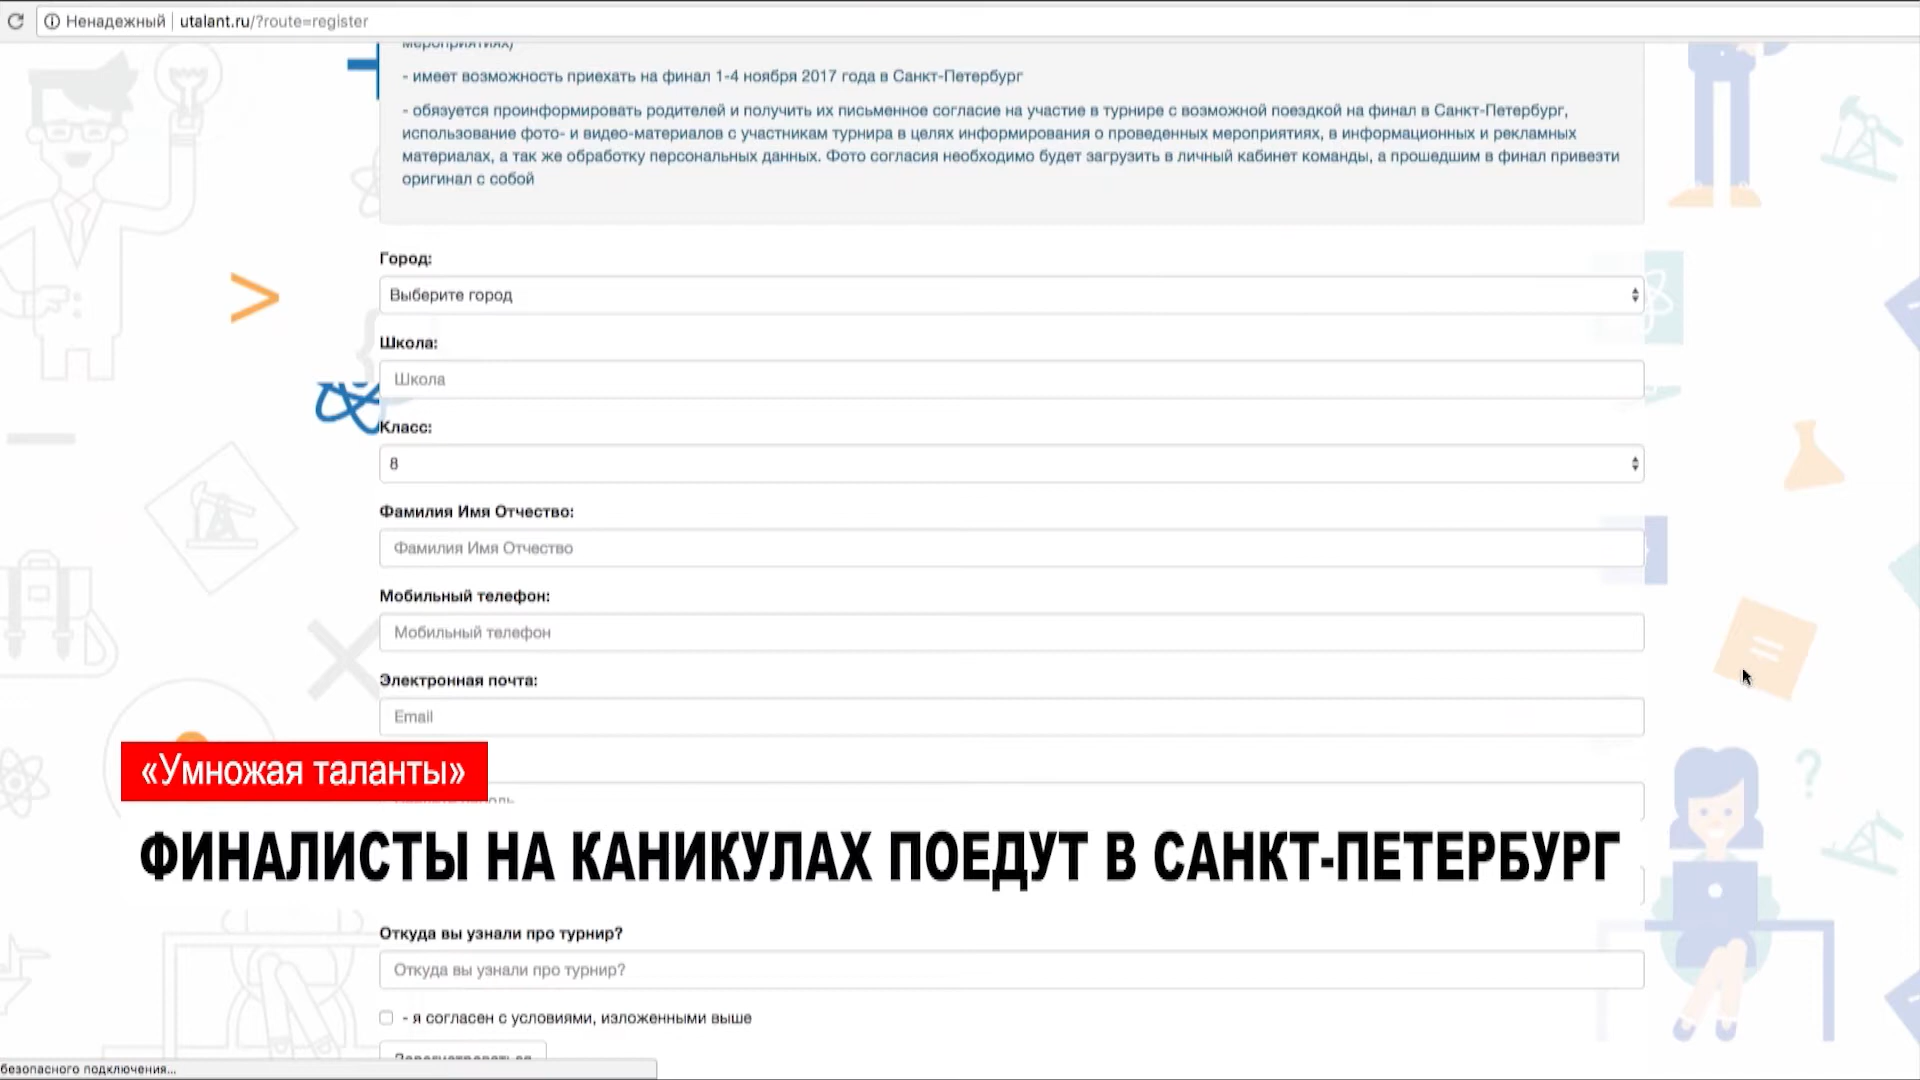 Ненадежный utalant.ru/?route=register
мероприятиях)
- имеет возможность приехать на финал 1-4 ноября 2017 года в Санкт-Петербург
- обязуется проинформировать родителей и получить их письменное согласие на участие в турнире с возможной поездкой на финал в Санкт-Петербург,
использование фото- и видео-материалов с участникам турнира в целях информирования о проведенных мероприятиях, в информационных и рекламных
материалах, а так же обработку персональных данных. Фото согласия необходимо будет загрузить в личный кабинет команды, а прошедшим в финал привезти
оригинал с собой
Город:
Выберите город
Школа:
Школа
Класс:
8
Фамилия Имя Отчество:
Фамилия Имя Отчество
Мобильный телефон:
Мобильный телефон
Электронная почта:
Email
«Умножая таланты»
ФИНАЛИСТЫ НА КАНИКУЛАХ ПОЕДУТ В САНКТ-ПЕТЕРБУРГ
Откуда вы узнали про турнир?
Откуда вы узнали про турнир?
- я согласен с условиями, изложенными выше
Зарегистрироваться
безопасного подключения...